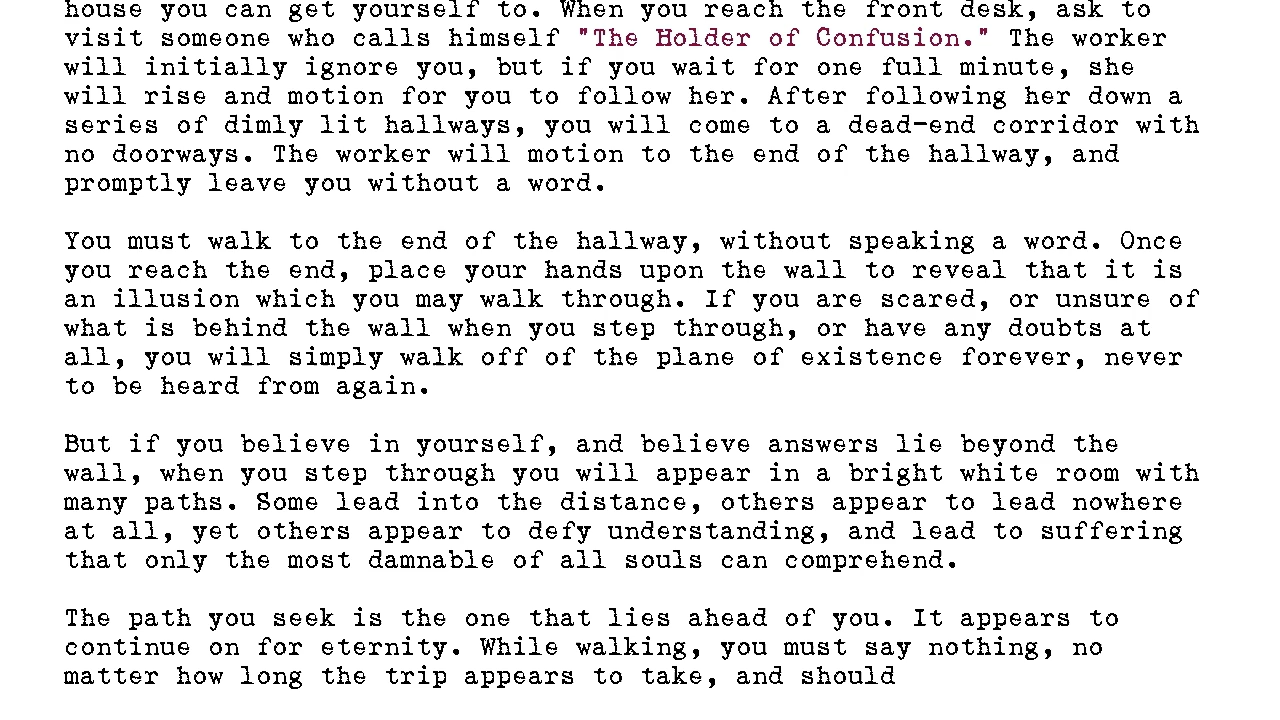 house you can get yourself to. When you reach the front desk, ask to
visit someone who calls himself "The Holder of Confusion." The worker
will initially ignore you, but if you wait for one full minute, she
will rise and motion for you to follow her. After following her down a
series of dimly lit hallways, you will come to a dead-end corridor with
no doorways. The worker will motion to the end of the hallway, and
promptly leave you without a word.

You must walk to the end of the hallway, without speaking a word. Once
you reach the end, place your hands upon the wall to reveal that it is
an illusion which you may walk through. If you are scared, or unsure of
what is behind the wall when you step through, or have any doubts at
all, you will simply walk off of the plane of existence forever, never
to be heard from again.

But if you believe in yourself, and believe answers lie beyond the
wall, when you step through you will appear in a bright white room with
many paths. Some lead into the distance, others appear to lead nowhere
at all, yet others appear to defy understanding, and lead to suffering
that only the most damnable of all souls can comprehend.

The path you seek is the one that lies ahead of you. It appears to
continue on for eternity. While walking, you must say nothing, no
matter how long the trip appears to take, and should